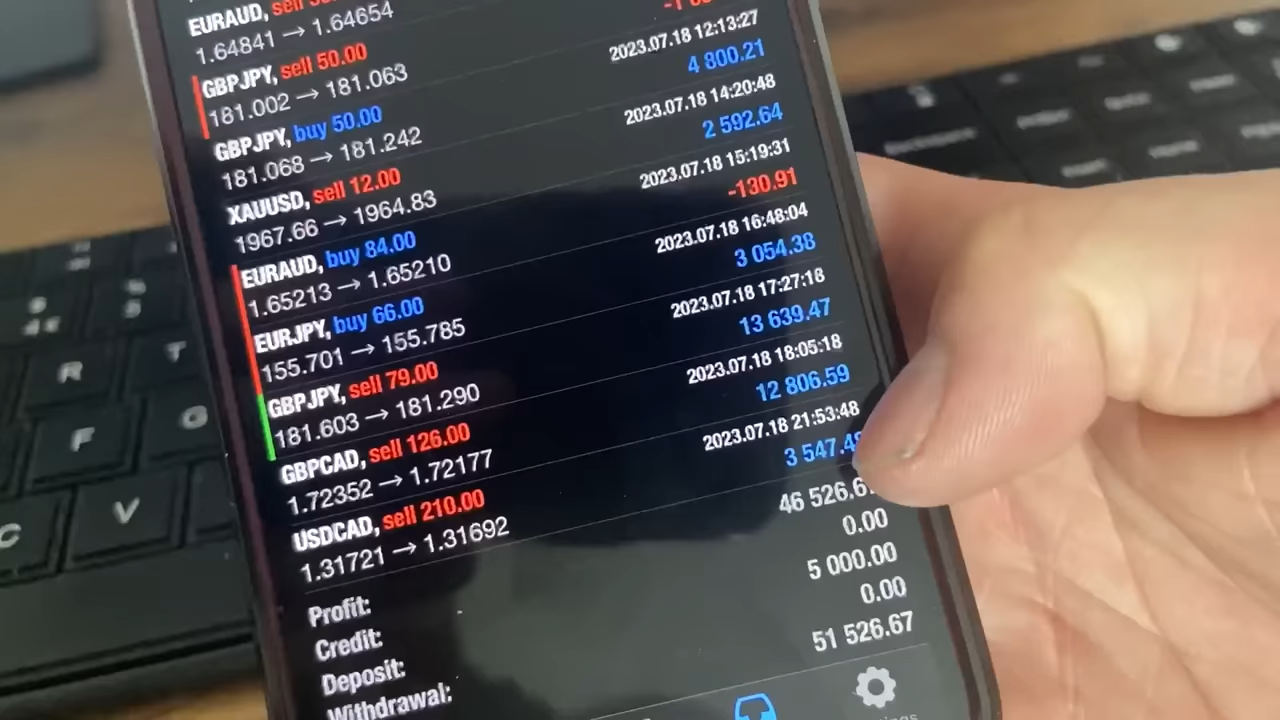 EURAUD, sell
1.64841 → 1.64654
2023.07.18 12:13:27
GBPJPY, sell 50.00
181.002 → 181.063
4 800.21
2023.07.18 14:20:48
GBPJPY, buy 50.00
181.068 → 181.242
2 592.64
2023.07.18 15:19:31
XAUUSD, sell 12.00
1967.66 → 1964.83
-130.91
2023.07.18 16:48:04
EURAUD, buy 84.00
1.65213 → 1.65210
3 054.38
2023.07.18 17:27:18
EURJPY, buy 66.00
155.701 → 155.785
13 639.47
2023.07.18 18:05:18
GBPJPY, sell 79.00
181.603 → 181.290
12 806.59
2023.07.18 21:53:48
GBPCAD, sell 126.00
1.72352 → 1.72177
3 547.48
USDCAD, sell 210.00
1.31721 → 1.31692
46 526.67
0.00
Profit:
5 000.00
Credit:
0.00
Deposit:
51 526.67
Withdrawal:
R
T
F
G
C
V